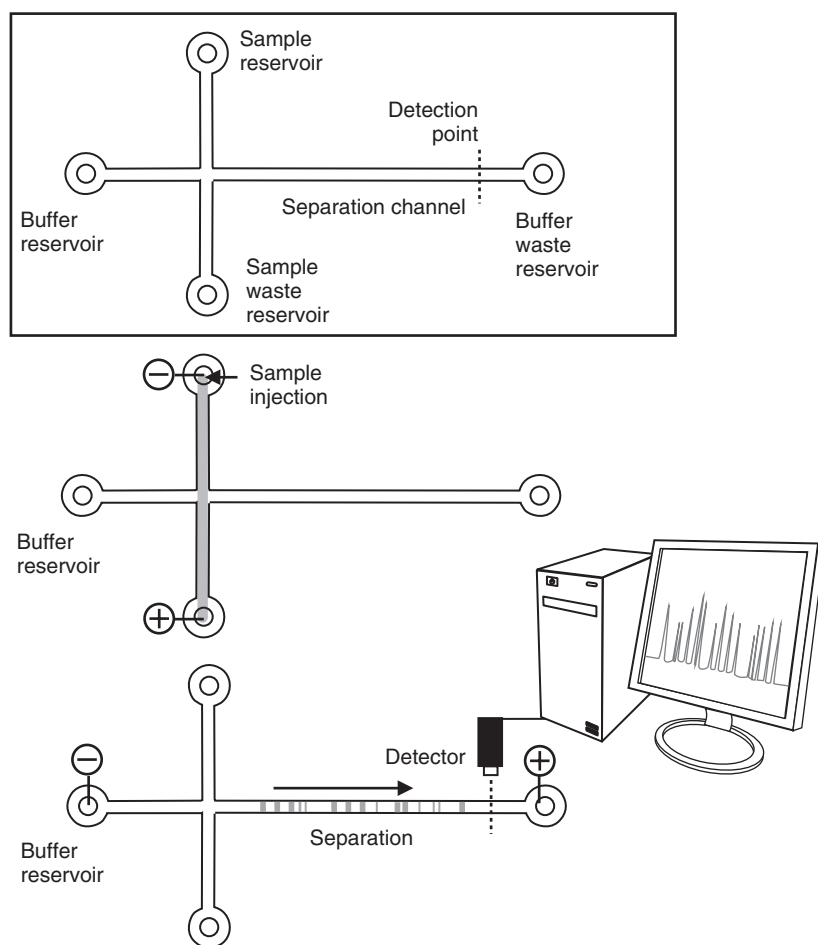 Sample
reservoir
Detection
point
Buffer
reservoir
Separation channel
Buffer
waste
reservoir
Sample
waste
reservoir
−
Sample
injection
Buffer
reservoir
+
−
Detector
+
Buffer
reservoir
Separation